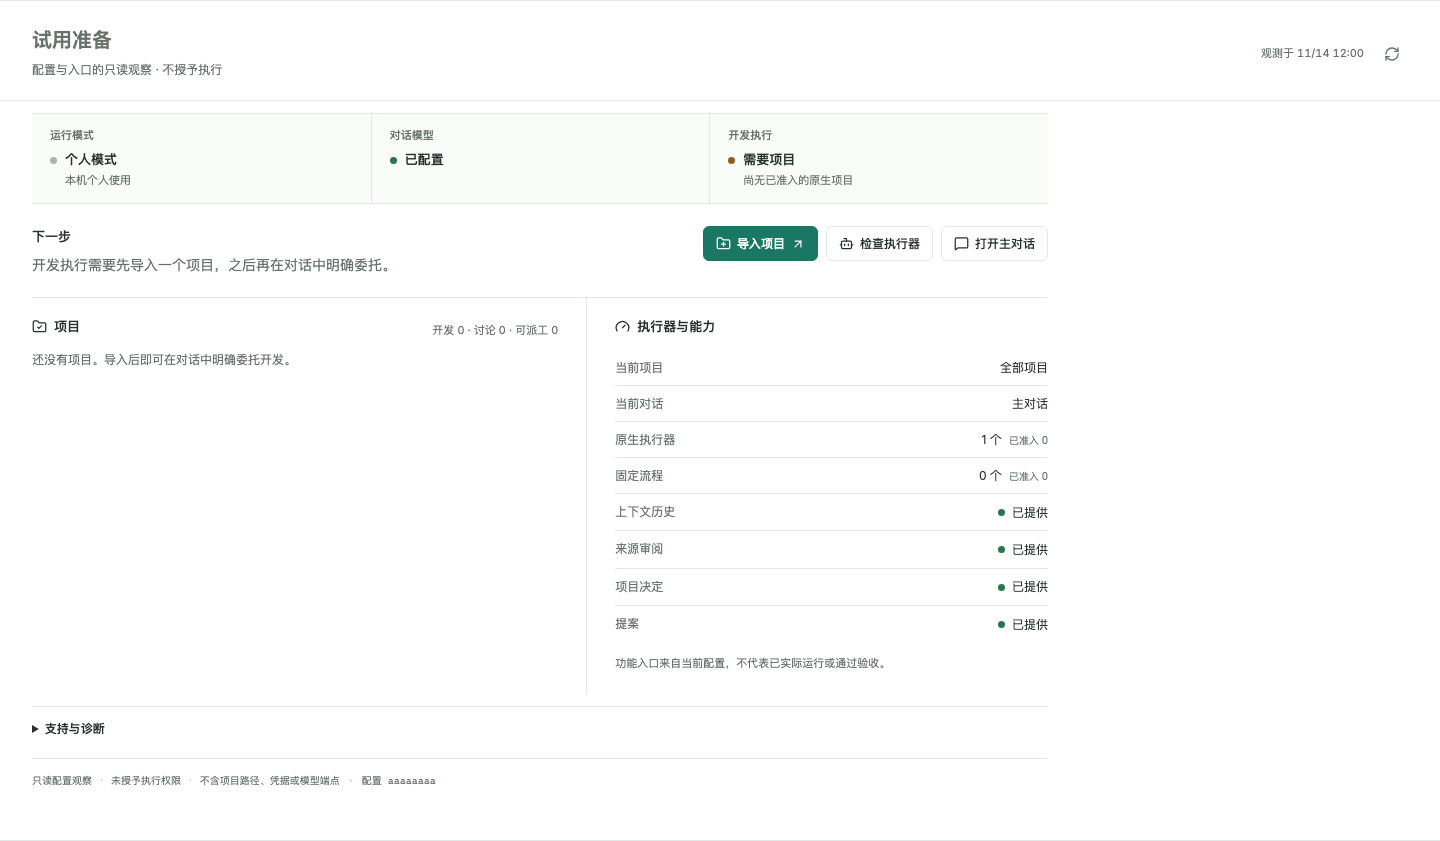 试用准备
配置与入口的只读观察 · 不授予执行
观测于 11/14 12:00
运行模式
个人模式
本机个人使用
对话模型
已配置
开发执行
需要项目
尚无已准入的原生项目
下一步
开发执行需要先导入一个项目，之后再在对话中明确委托。
导入项目
检查执行器
打开主对话
项目
开发 0 · 讨论 0 · 可派工 0
还没有项目。导入后即可在对话中明确委托开发。
执行器与能力
当前项目 全部项目
当前对话 主对话
原生执行器 1 个 已准入 0
固定流程 0 个 已准入 0
上下文历史 已提供
来源审阅 已提供
项目决定 已提供
提案 已提供
功能入口来自当前配置，不代表已实际运行或通过验收。
支持与诊断
只读配置观察 · 未授予执行权限 · 不含项目路径、凭据或模型端点 · 配置 aaaaaaaa